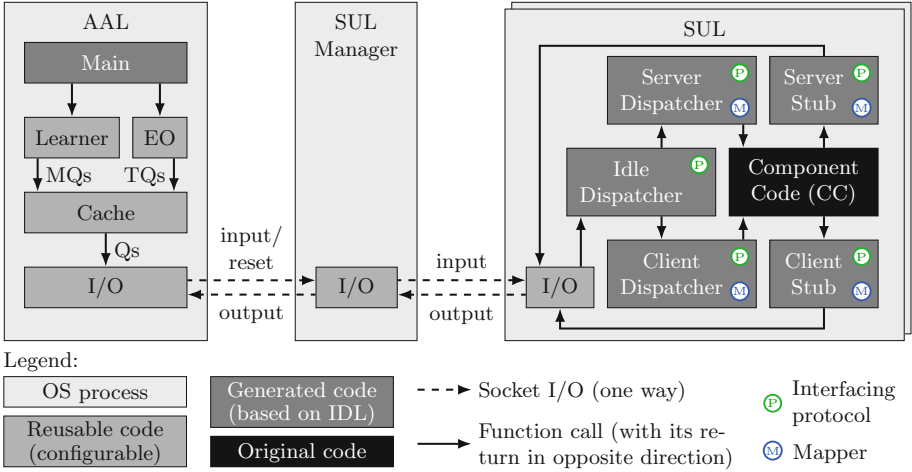 AAL
Main
Learner
EO
MQs
TQs
Cache
Qs
I/O
input/
reset
output
SUL
Manager
I/O
input
output
SUL
Server
Dispatcher
P
M
Server
Stub
P
M
Idle
Dispatcher
P
Component
Code (CC)
I/O
Client
Dispatcher
P
M
Client
Stub
P
M
Legend:
OS process
Reusable code
(configurable)
Generated code
(based on IDL)
Original code
Socket I/O (one way)
Function call (with its re-
turn in opposite direction)
P Interfacing
protocol
M Mapper